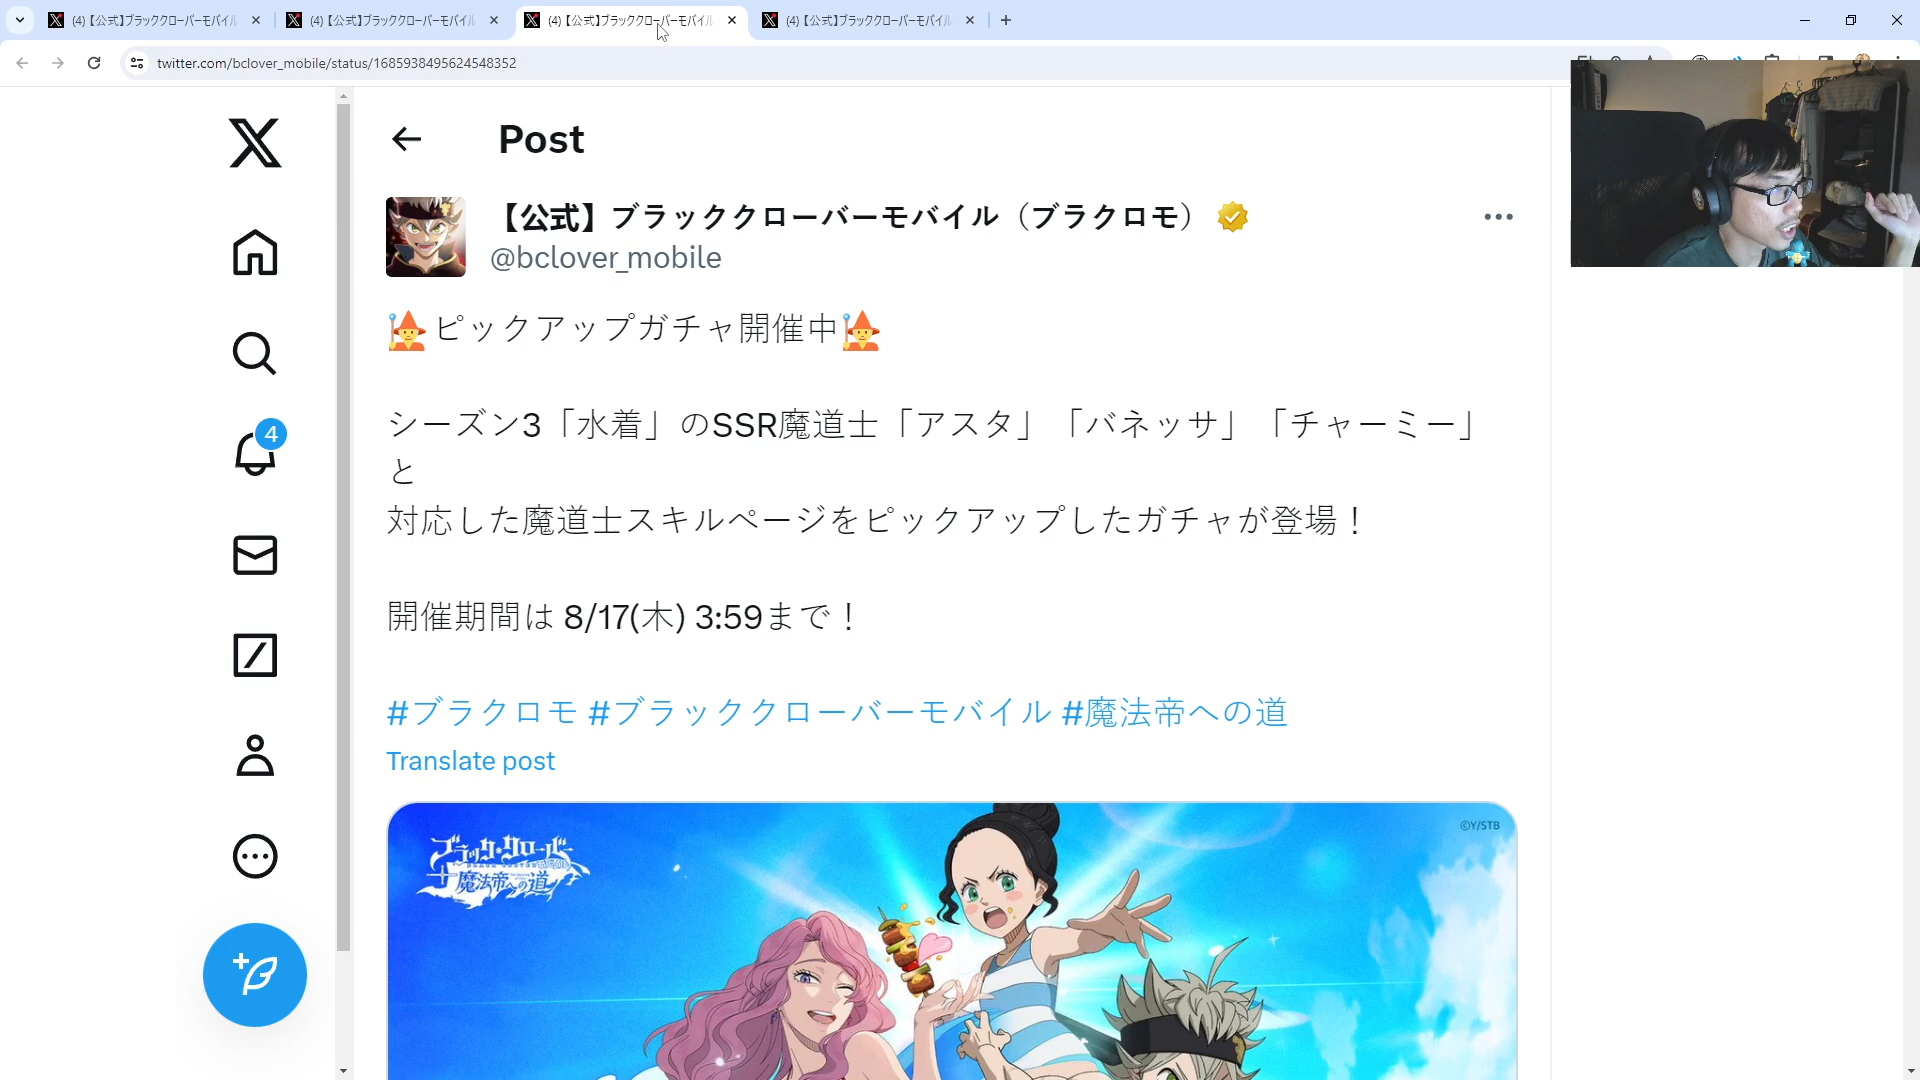 (4) 【公式】ブラッククローバーモバイル
(4) 【公式】ブラッククローバーモバイル
(4) 【公式】ブラッククローバーモバイル
(4) 【公式】ブラッククローバーモバイル
twitter.com/bclover_mobile/status/1685938495624548352
Post
【公式】ブラッククローバーモバイル（ブラクロモ）
@bclover_mobile
ピックアップガチャ開催中
シーズン3「水着」のSSR魔道士「アスタ」「バネッサ」「チャーミー」
と
対応した魔道士スキルページをピックアップしたガチャが登場！
4
開催期間は 8/17(木) 3:59まで！
#ブラクロモ #ブラッククローバーモバイル #魔法帝への道
Translate post
©Y/STB
ブラッククローバー
魔法帝への道